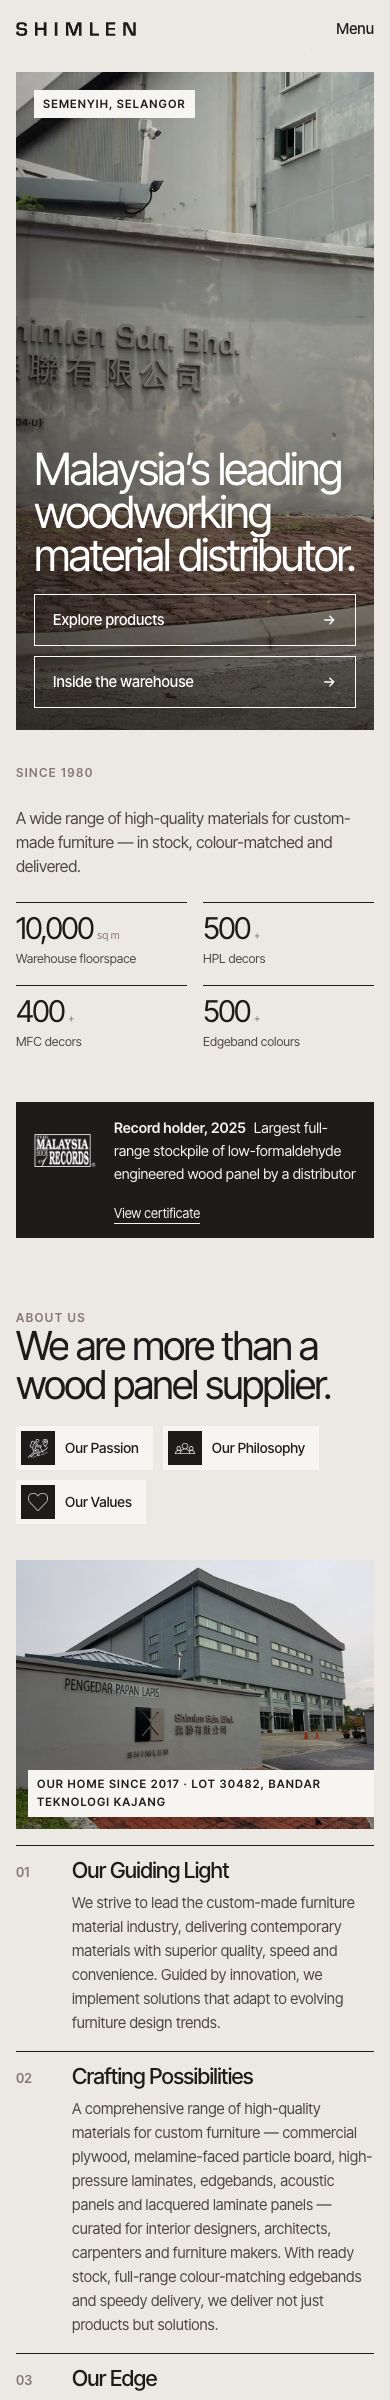 SHIMLEN
Menu
SEMENYIH, SELANGOR
himlen Sdn. Bhd.
聯有限公司
04-U)
Malaysia’s leading
woodworking
material distributor.
Explore products →
Inside the warehouse →
SINCE 1980
A wide range of high-quality materials for custom-
made furniture — in stock, colour-matched and
delivered.
10,000 sq m
Warehouse floorspace
500 +
HPL decors
400 +
MFC decors
500 +
Edgeband colours
MALAYSIA
RECORDS
Record holder, 2025 Largest full-
range stockpile of low-formaldehyde
engineered wood panel by a distributor
View certificate
ABOUT US
We are more than a
wood panel supplier.
Our Passion
Our Philosophy
Our Values
PENGEDAR PAPAN LAPIS
Shimlen Sdn. Bhd.
聯有限公司
SHIMLEN
OUR HOME SINCE 2017 · LOT 30482, BANDAR
TEKNOLOGI KAJANG
01
Our Guiding Light
We strive to lead the custom-made furniture
material industry, delivering contemporary
materials with superior quality, speed and
convenience. Guided by innovation, we
implement solutions that adapt to evolving
furniture design trends.
02
Crafting Possibilities
A comprehensive range of high-quality
materials for custom furniture — commercial
plywood, melamine-faced particle board, high-
pressure laminates, edgebands, acoustic
panels and lacquered laminate panels —
curated for interior designers, architects,
carpenters and furniture makers. With ready
stock, full-range colour-matching edgebands
and speedy delivery, we deliver not just
products but solutions.
03
Our Edge